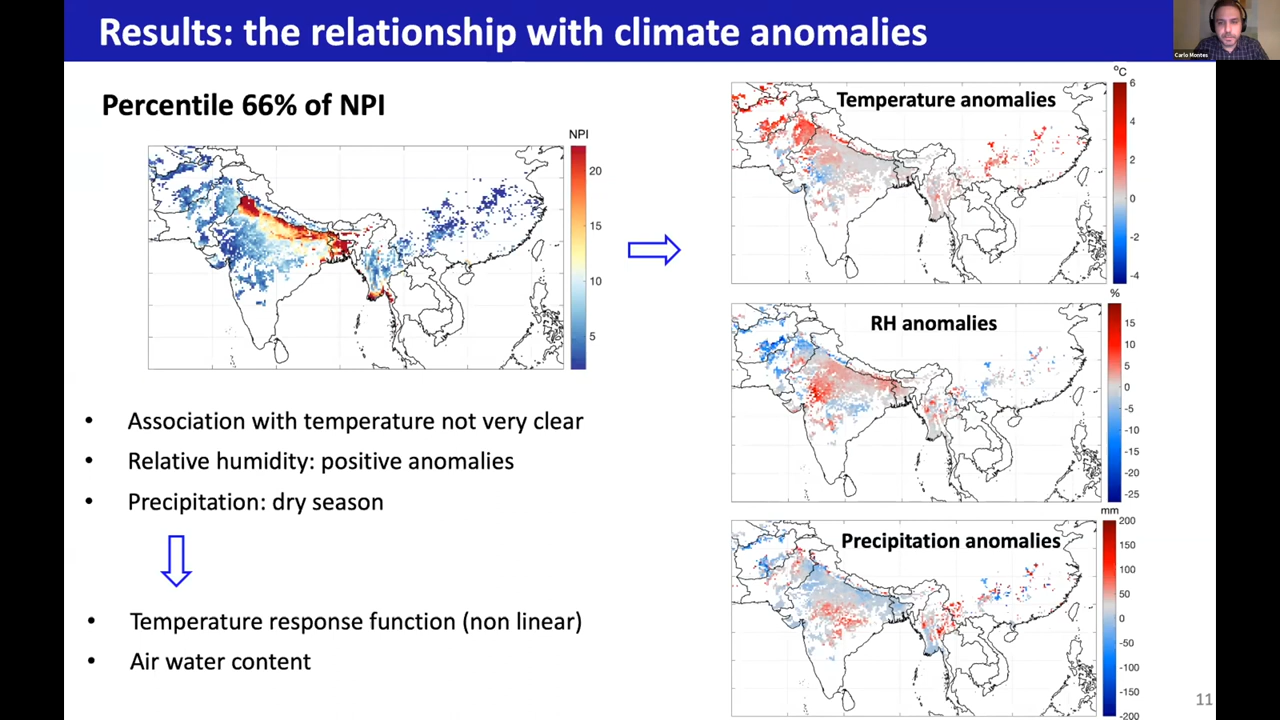 Results: the relationship with climate anomalies
Carlo Montes
Percentile 66% of NPI
NPI
20
15
10
5
• Association with temperature not very clear
• Relative humidity: positive anomalies
• Precipitation: dry season
• Temperature response function (non linear)
• Air water content
Temperature anomalies
°C
6
4
2
0
-2
-4
RH anomalies
%
15
10
5
0
-5
-10
-15
-20
-25
Precipitation anomalies
mm
200
150
100
50
0
-50
-100
-150
-200
11